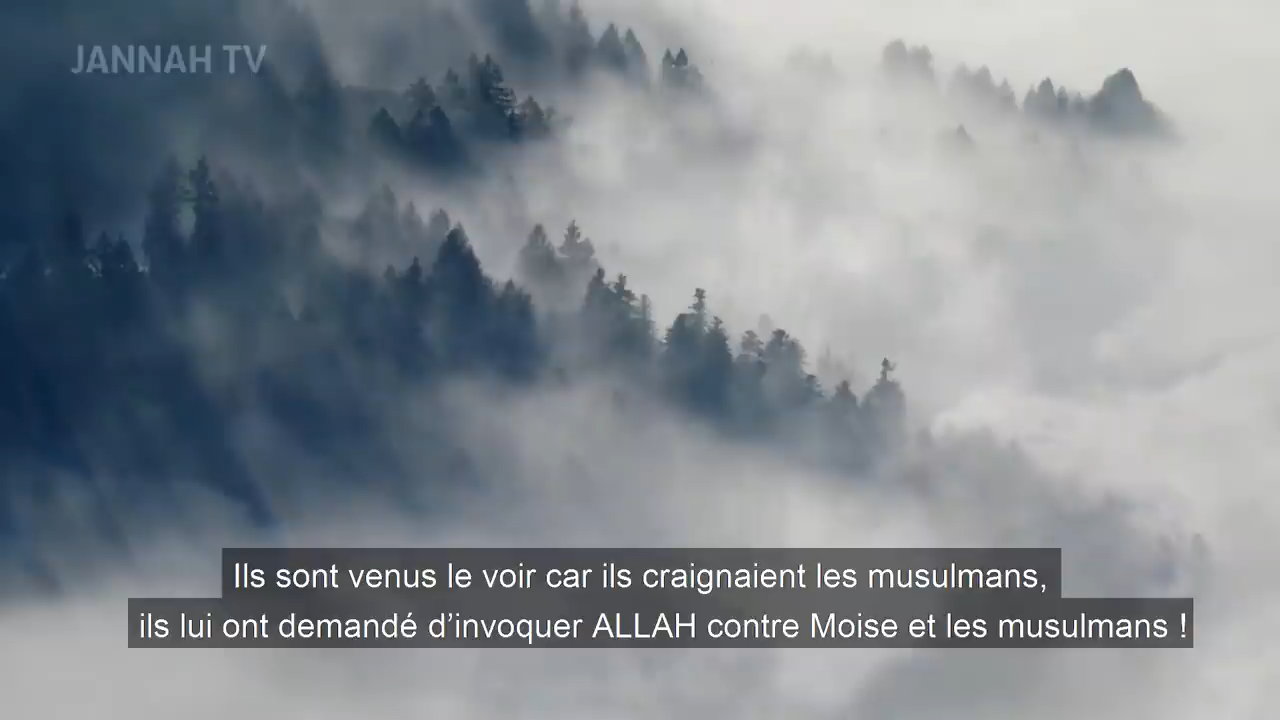 JANNAH TV
Ils sont venus le voir car ils craignaient les musulmans,
ils lui ont demandé d’invoquer ALLAH contre Moise et les musulmans !